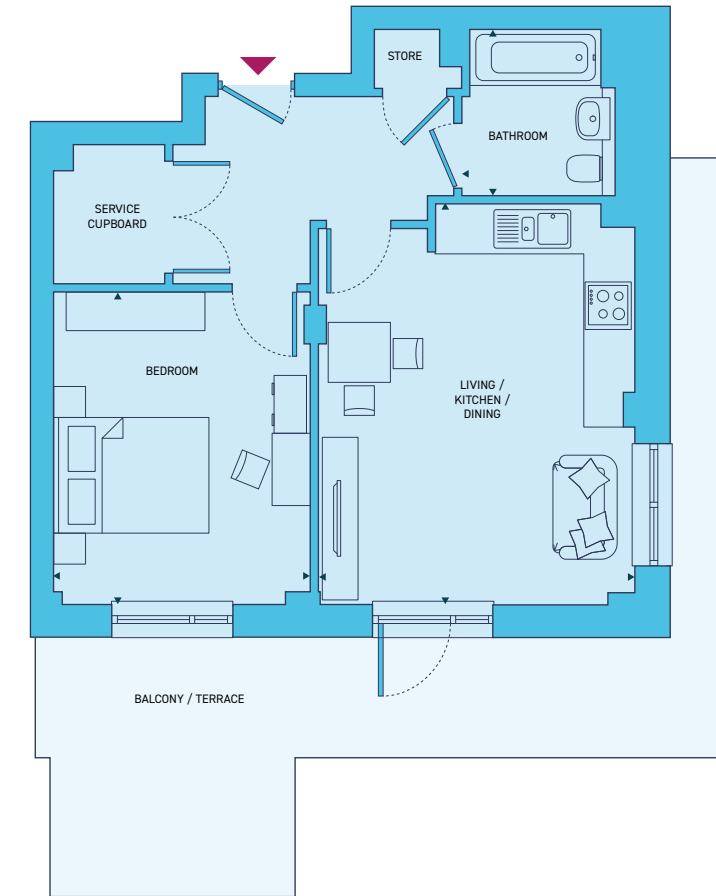 STORE
BATHROOM
SERVICE
CUPBOARD
BEDROOM
LIVING /
KITCHEN /
DINING
BALCONY / TERRACE